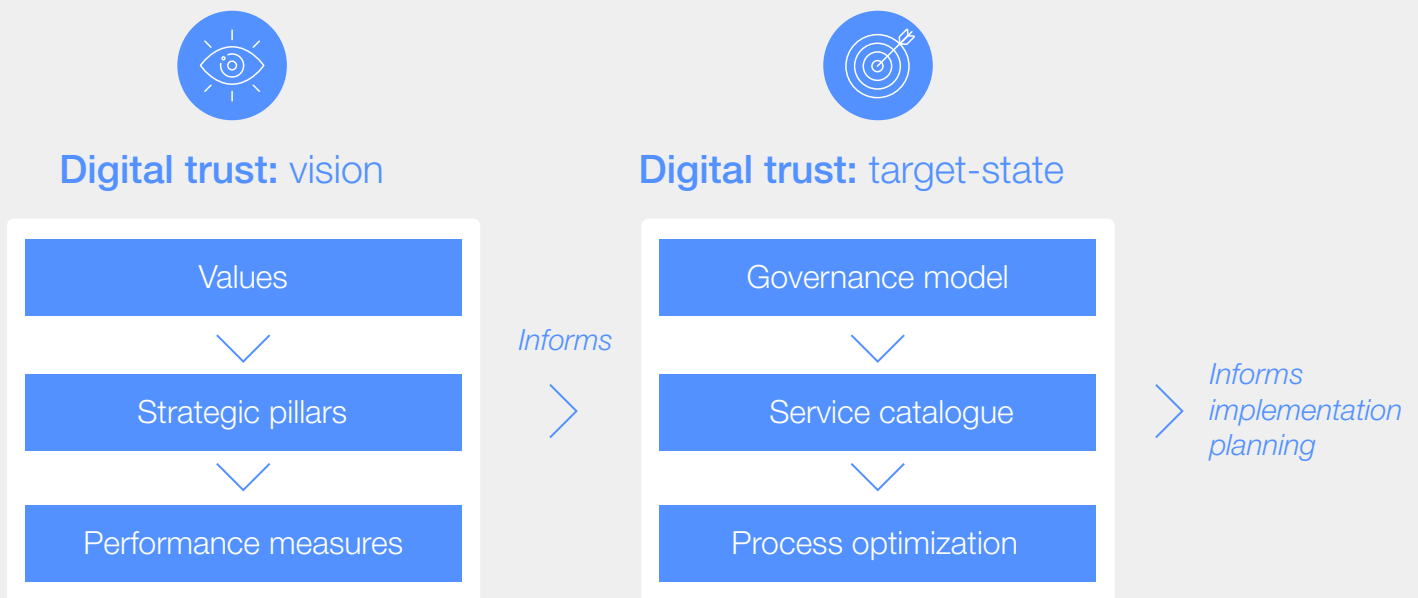 Digital trust: vision
Values
Strategic pillars
Performance measures
Informs
Digital trust: target-state
Governance model
Service catalogue
Process optimization
Informs
implementation
planning